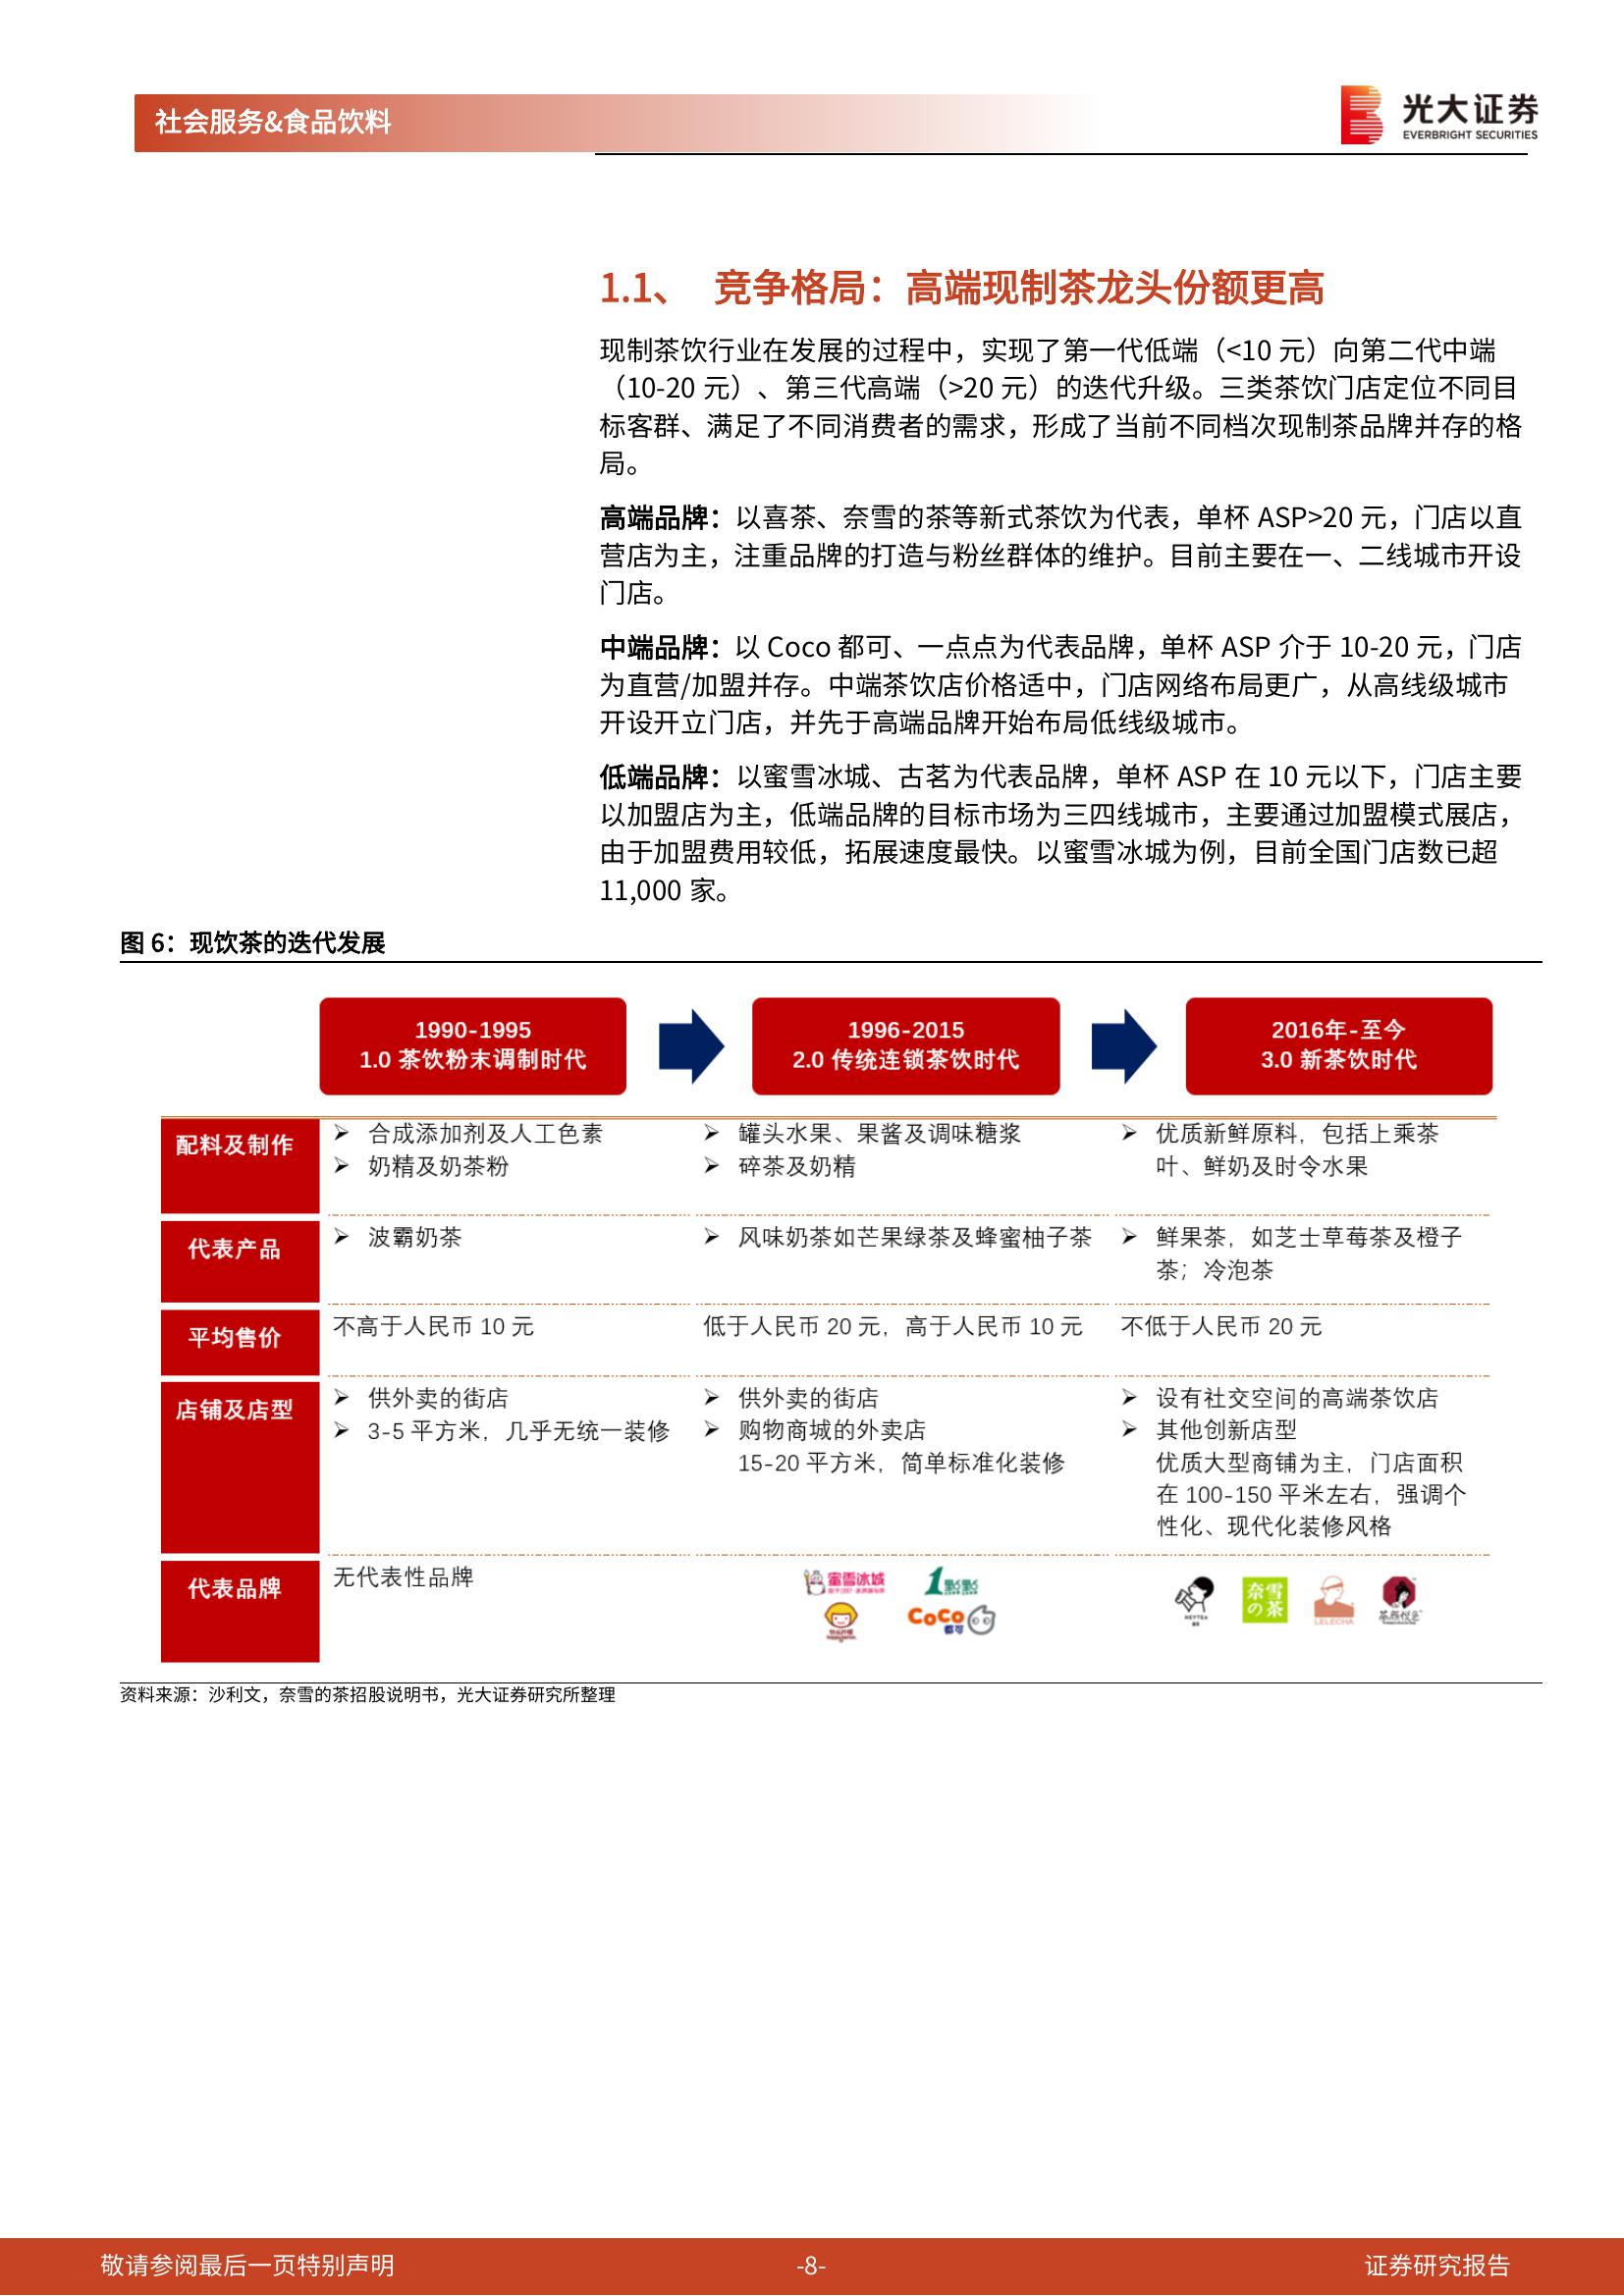 社会服务&食品饮料
光大证券
EVERBRIGHT SECURITIES
1.1、 竞争格局：高端现制茶龙头份额更高
现制茶饮行业在发展的过程中，实现了第一代低端（<10 元）向第二代中端
（10-20 元）、第三代高端（>20 元）的迭代升级。三类茶饮门店定位不同目
标客群、满足了不同消费者的需求，形成了当前不同档次现制茶品牌并存的格
局。
高端品牌：以喜茶、奈雪的茶等新式茶饮为代表，单杯 ASP>20 元，门店以直
营店为主，注重品牌的打造与粉丝群体的维护。目前主要在一、二线城市开设
门店。
中端品牌：以 Coco 都可、一点点为代表品牌，单杯 ASP 介于 10-20 元，门店
为直营/加盟并存。中端茶饮店价格适中，门店网络布局更广，从高线级城市
开设开立门店，并先于高端品牌开始布局低线级城市。
低端品牌：以蜜雪冰城、古茗为代表品牌，单杯 ASP 在 10 元以下，门店主要
以加盟店为主，低端品牌的目标市场为三四线城市，主要通过加盟模式展店，
由于加盟费用较低，拓展速度最快。以蜜雪冰城为例，目前全国门店数已超
11,000 家。
图 6：现饮茶的迭代发展
1990-1995
1.0 茶饮粉末调制时代
1996-2015
2.0 传统连锁茶饮时代
2016年-至今
3.0 新茶饮时代
配料及制作
➢ 合成添加剂及人工色素
➢ 奶精及奶茶粉
➢ 罐头水果、果酱及调味糖浆
➢ 碎茶及奶精
➢ 优质新鲜原料，包括上乘茶
叶、鲜奶及时令水果
代表产品
➢ 波霸奶茶
➢ 风味奶茶如芒果绿茶及蜂蜜柚子茶
➢ 鲜果茶，如芝士草莓茶及橙子
茶；冷泡茶
平均售价
不高于人民币 10 元
低于人民币 20 元，高于人民币 10 元
不低于人民币 20 元
店铺及店型
➢ 供外卖的街店
➢ 3-5 平方米，几乎无统一装修
➢ 供外卖的街店
➢ 购物商城的外卖店
15-20 平方米，简单标准化装修
➢ 设有社交空间的高端茶饮店
➢ 其他创新店型
优质大型商铺为主，门店面积
在 100-150 平米左右，强调个
性化、现代化装修风格
代表品牌
无代表性品牌
蜜雪冰城
1點點
CoCo
都可
HEYTEA
奈雪
の茶
LELECHA
资料来源：沙利文，奈雪的茶招股说明书，光大证券研究所整理
敬请参阅最后一页特别声明
-8-
证券研究报告